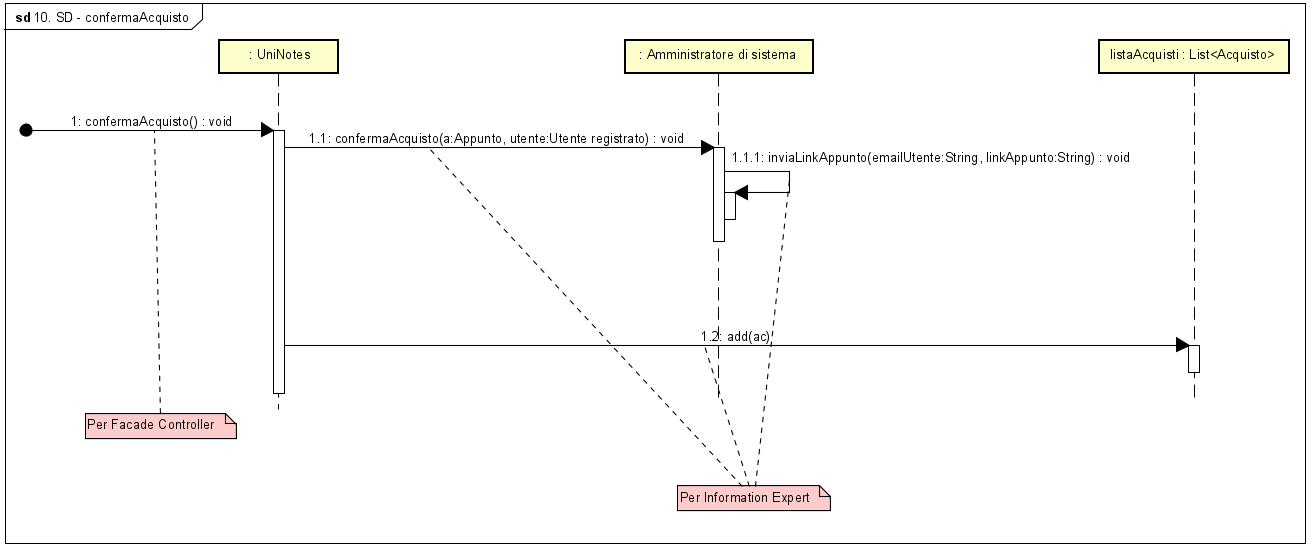 sd 10. SD - confermaAcquisto
: UniNotes
: Amministratore di sistema
listaAcquisti : List<Acquisto>
1: confermaAcquisto() : void
1.1: confermaAcquisto(a:Appunto, utente:Utente registrato) : void
1.1.1: inviaLinkAppunto(emailUtente:String, linkAppunto:String) : void
1.2: add(ac)
Per Facade Controller
Per Information Expert